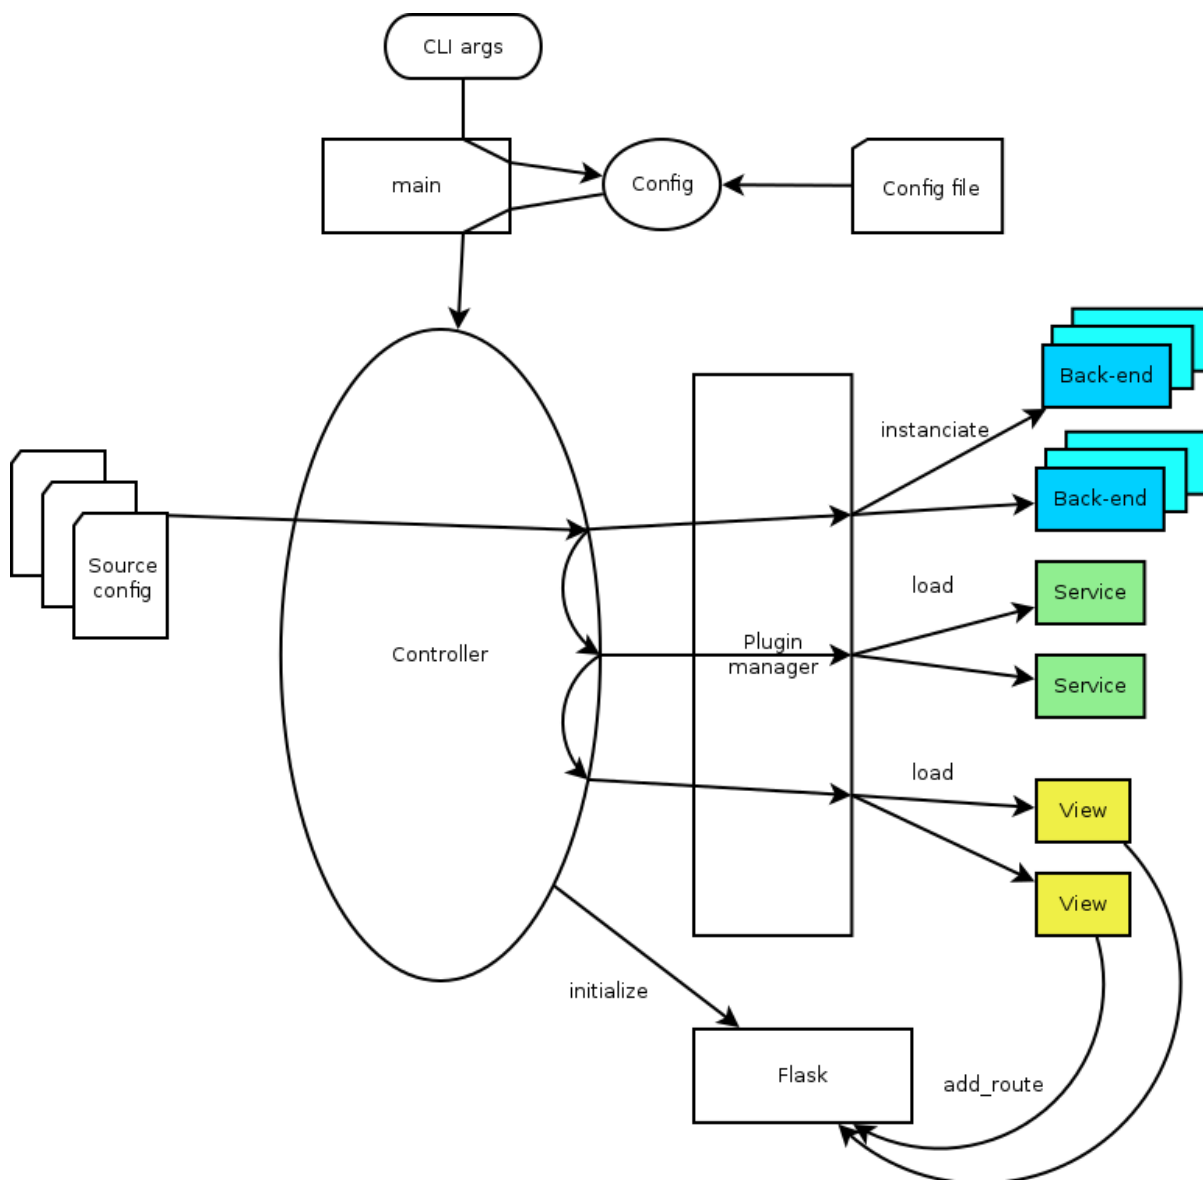 CLI args
main
Config
Config file
Back-end
instanciate
Back-end
Source
config
load
Service
Controller
Plugin
manager
Service
load
View
View
initialize
Flask
add_route